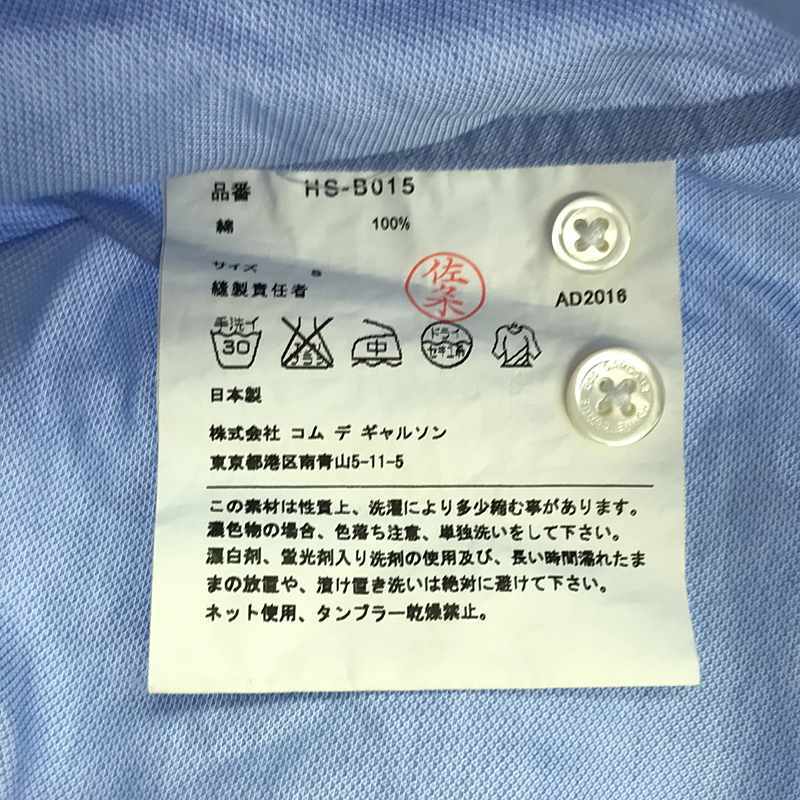 品番 HS-B015
綿 100%
サイズ S
縫製責任者
佐条
AD2016
手洗イ
30
エンソ
サラシ
中
ドライ
セキユ系
日本製
株式会社 コム デ ギャルソン
東京都港区南青山5-11-5
この素材は性質上、洗濯により多少縮む事があります。
濃色物の場合、色落ち注意、単独洗いをして下さい。
漂白剤、蛍光剤入り洗剤の使用及び、長い時間濡れたま
まの放置や、漬け置き洗いは絶対に避けて下さい。
ネット使用、タンブラー乾燥禁止。